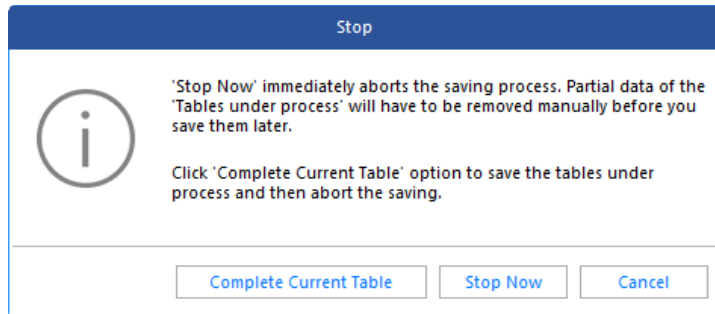 Stop
'Stop Now' immediately aborts the saving process. Partial data of the
'Tables under process' will have to be removed manually before you
save them later.
Click 'Complete Current Table' option to save the tables under
process and then abort the saving.
Complete Current Table
Stop Now
Cancel